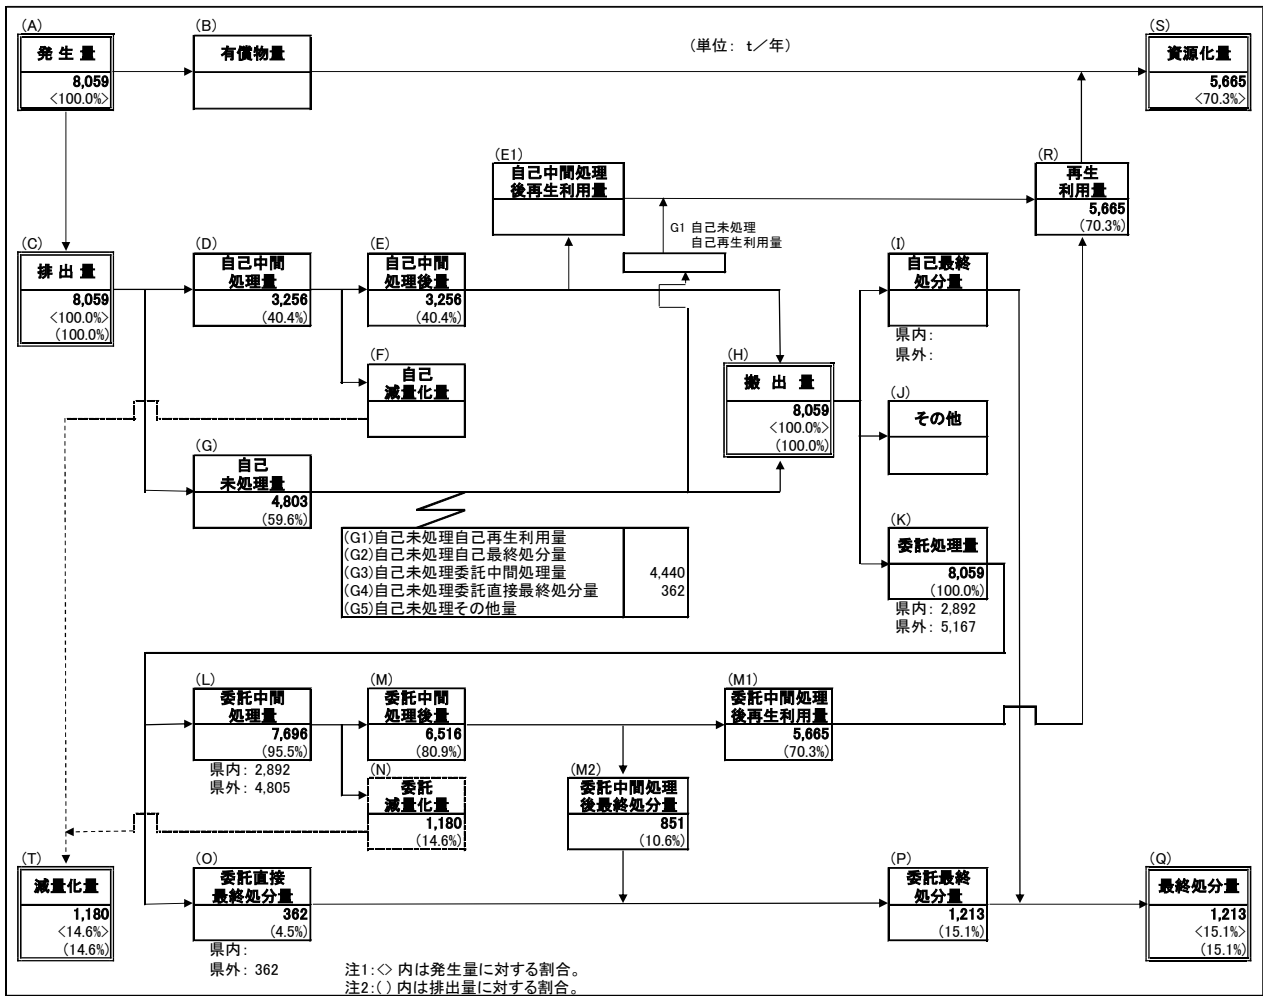 (A)
発 生 量
8,059
<100.0%>
(B)
有償物量
(単位： t／年)
(S)
資源化量
5,665
<70.3%>
(E1)
自己中間処理
後再生利用量
(R)
再生
利用量
5,665
(70.3%)
G1 自己未処理
自己再生利用量
(C)
排 出 量
8,059
<100.0%>
(100.0%)
(D)
自己中間
処理量
3,256
(40.4%)
(E)
自己中間
処理後量
3,256
(40.4%)
(I)
自己最終
処分量
県内：
県外：
(F)
自己
減量化量
(H)
搬 出 量
8,059
<100.0%>
(100.0%)
(J)
その他
(G)
自己
未処理量
4,803
(59.6%)
(G1)自己未処理自己再生利用量
(G2)自己未処理自己最終処分量
(G3)自己未処理委託中間処理量 4,440
(G4)自己未処理委託直接最終処分量 362
(G5)自己未処理その他量
(K)
委託処理量
8,059
(100.0%)
県内： 2,892
県外： 5,167
(L)
委託中間
処理量
7,696
(95.5%)
県内： 2,892
県外： 4,805
(M)
委託中間
処理後量
6,516
(80.9%)
(M1)
委託中間処理
後再生利用量
5,665
(70.3%)
(N)
委託
減量化量
1,180
(14.6%)
(M2)
委託中間処理
後最終処分量
851
(10.6%)
(T)
減量化量
1,180
<14.6%>
(14.6%)
(O)
委託直接
最終処分量
362
(4.5%)
県内：
県外： 362
(P)
委託最終
処分量
1,213
(15.1%)
(Q)
最終処分量
1,213
<15.1%>
(15.1%)
注1：<> 内は発生量に対する割合。
注2：( ) 内は排出量に対する割合。